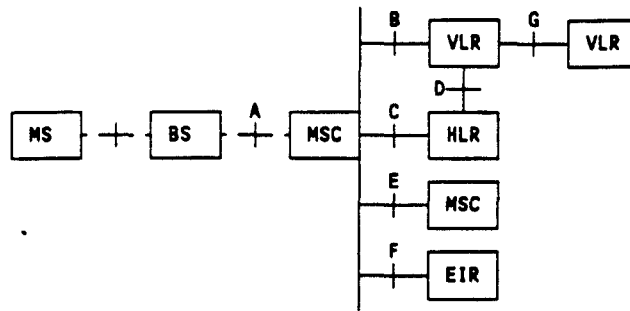 B G
VLR VLR
D
A C
MS BS MSC HLR
E
MSC
F
EIR